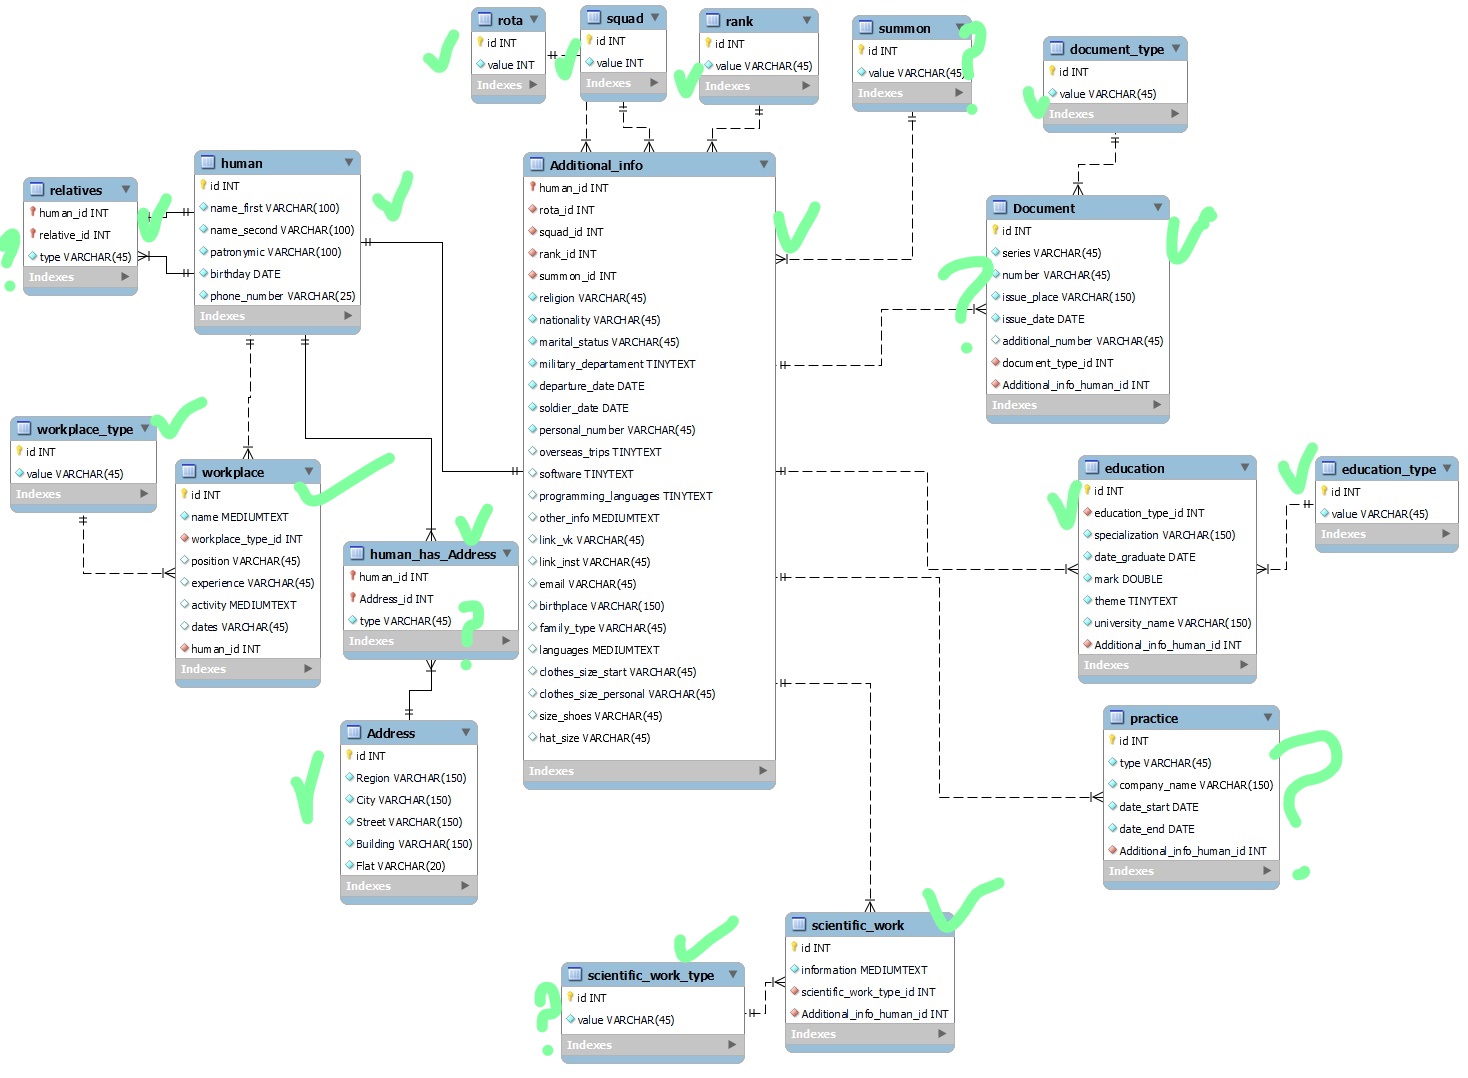 rota
id INT
value INT
Indexes
squad
id INT
value INT
Indexes
rank
id INT
value VARCHAR(45)
Indexes
summon
id INT
value VARCHAR(45)
Indexes
?
document_type
id INT
value VARCHAR(45)
Indexes
human
id INT
name_first VARCHAR(100)
name_second VARCHAR(100)
patronymic VARCHAR(100)
birthday DATE
phone_number VARCHAR(25)
Indexes
relatives
human_id INT
relative_id INT
type VARCHAR(45)
Indexes
?
Additional_info
human_id INT
rota_id INT
squad_id INT
rank_id INT
summon_id INT
religion VARCHAR(45)
nationality VARCHAR(45)
marital_status VARCHAR(45)
military_departament TINYTEXT
departure_date DATE
soldier_date DATE
personal_number VARCHAR(45)
overseas_trips TINYTEXT
software TINYTEXT
programming_languages TINYTEXT
other_info MEDIUMTEXT
link_vk VARCHAR(45)
link_inst VARCHAR(45)
email VARCHAR(45)
birthplace VARCHAR(150)
family_type VARCHAR(45)
languages MEDIUMTEXT
clothes_size_start VARCHAR(45)
clothes_size_personal VARCHAR(45)
size_shoes VARCHAR(45)
hat_size VARCHAR(45)
Indexes
Document
id INT
series VARCHAR(45)
number VARCHAR(45)
issue_place VARCHAR(150)
issue_date DATE
additional_number VARCHAR(45)
document_type_id INT
Additional_info_human_id INT
Indexes
?
workplace_type
id INT
value VARCHAR(45)
Indexes
workplace
id INT
name MEDIUMTEXT
workplace_type_id INT
position VARCHAR(45)
experience VARCHAR(45)
activity MEDIUMTEXT
dates VARCHAR(45)
human_id INT
Indexes
human_has_Address
human_id INT
Address_id INT
type VARCHAR(45)
Indexes
?
education
id INT
education_type_id INT
specialization VARCHAR(150)
date_graduate DATE
mark DOUBLE
theme TINYTEXT
university_name VARCHAR(150)
Additional_info_human_id INT
Indexes
education_type
id INT
value VARCHAR(45)
Indexes
Address
id INT
Region VARCHAR(150)
City VARCHAR(150)
Street VARCHAR(150)
Building VARCHAR(150)
Flat VARCHAR(20)
Indexes
practice
id INT
type VARCHAR(45)
company_name VARCHAR(150)
date_start DATE
date_end DATE
Additional_info_human_id INT
Indexes
?
scientific_work
id INT
information MEDIUMTEXT
scientific_work_type_id INT
Additional_info_human_id INT
Indexes
scientific_work_type
id INT
value VARCHAR(45)
Indexes
?